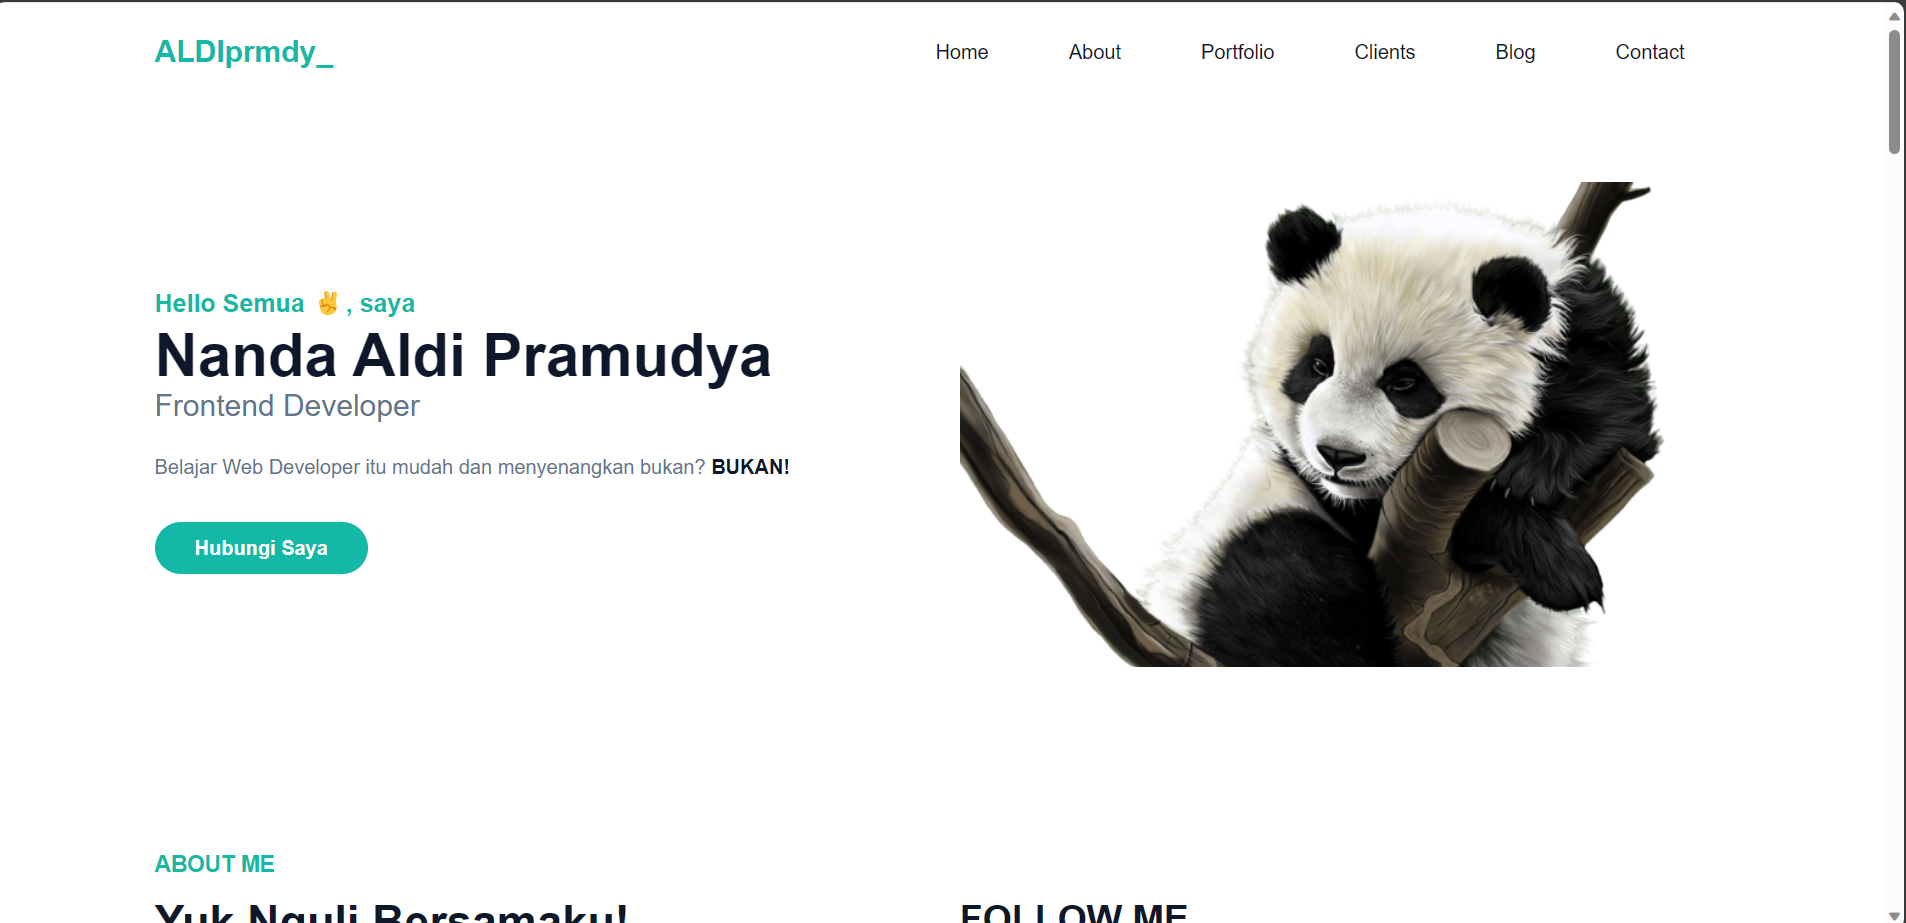 ALDIprmdy_
Home About Portfolio Clients Blog Contact
Hello Semua ✌, saya
Nanda Aldi Pramudya
Frontend Developer
Belajar Web Developer itu mudah dan menyenangkan bukan? BUKAN!
Hubungi Saya
ABOUT ME
Yuk Nguli Bersamaku!
FOLLOW ME